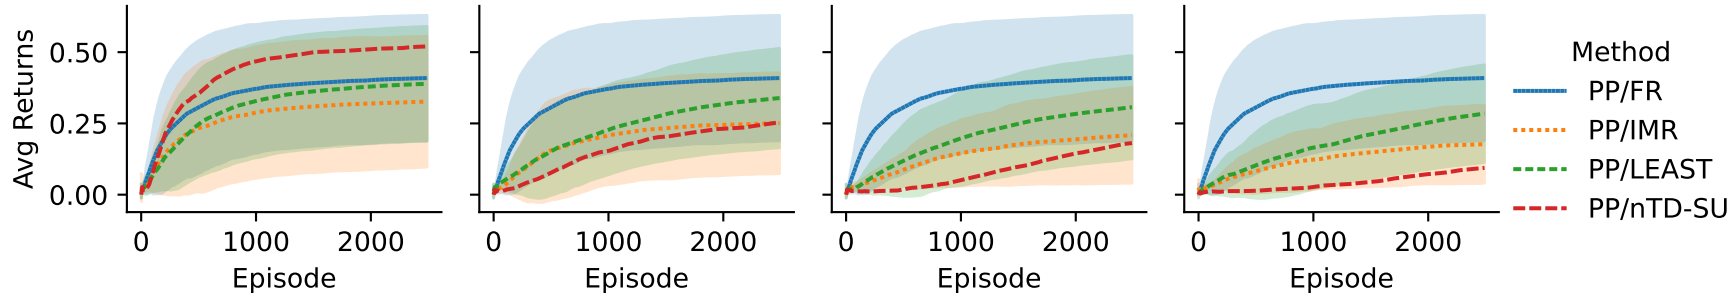 Avg Returns
0.50
0.25
0.00
0 1000 2000
Episode
0 1000 2000
Episode
0 1000 2000
Episode
0 1000 2000
Episode
Method
PP/FR
PP/IMR
PP/LEAST
PP/nTD-SU